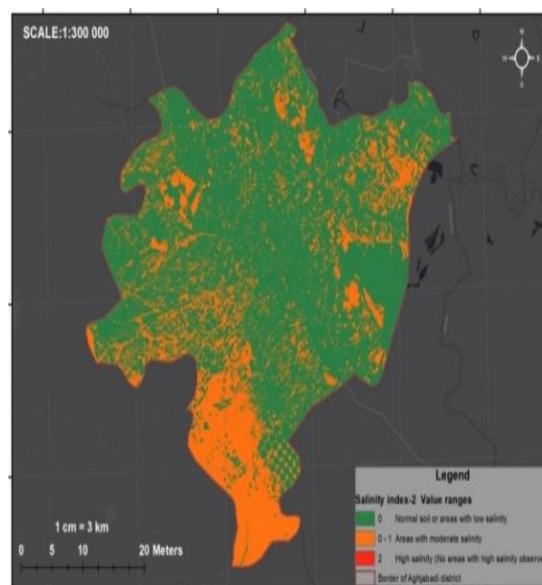 SCALE:1:300 000
N
W E
S
Legend
Salinity index-2 Value ranges
0 Normal soil or areas with low salinity.
0 - 1 Areas with moderate salinity
2 High salinity (No areas with high salinity observe
Border of Aghjabadi district
1 cm = 3 km
0 5 10 20 Meters